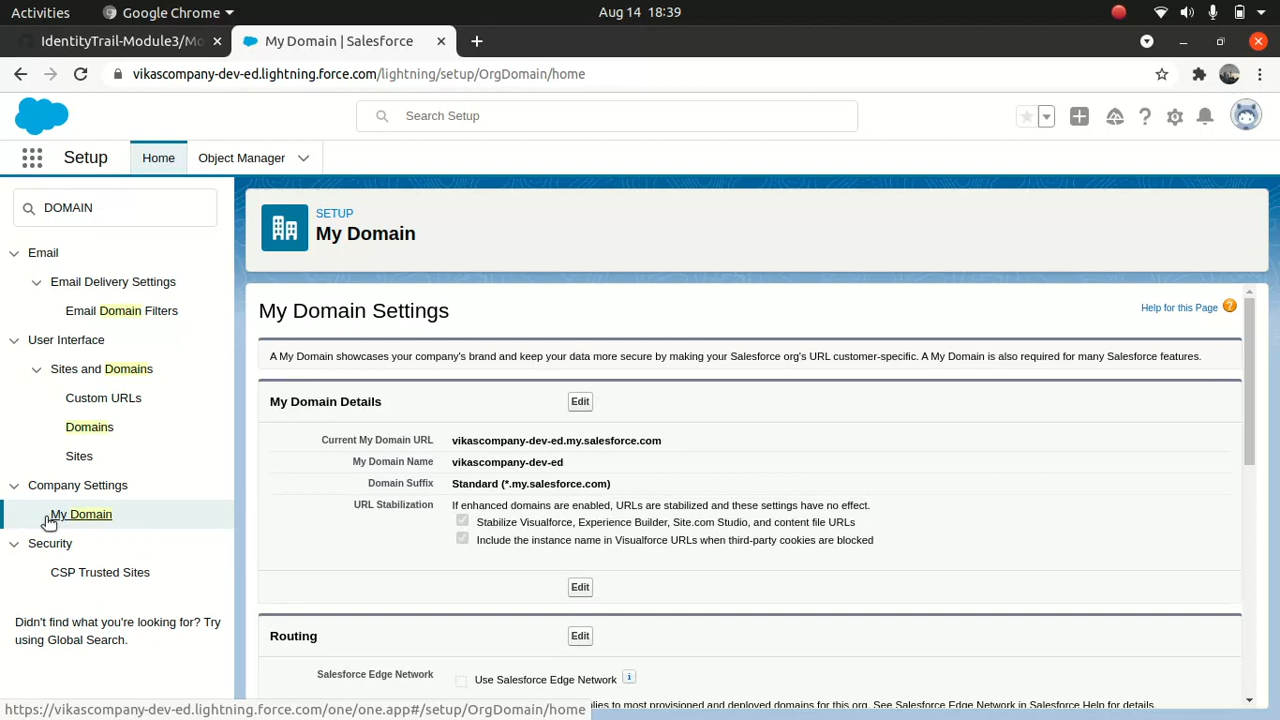 Activities
Google Chrome
Aug 14 18:39
IdentityTrail-Module3/Mo
My Domain | Salesforce
vikascompany-dev-ed.lightning.force.com/lightning/setup/OrgDomain/home
Search Setup
Setup
Home
Object Manager
DOMAIN
Email
Email Delivery Settings
Email Domain Filters
User Interface
Sites and Domains
Custom URLs
Domains
Sites
Company Settings
My Domain
Security
CSP Trusted Sites
Didn't find what you're looking for? Try
using Global Search.
SETUP
My Domain
My Domain Settings
Help for this Page
A My Domain showcases your company's brand and keep your data more secure by making your Salesforce org's URL customer-specific. A My Domain is also required for many Salesforce features.
My Domain Details
Edit
Current My Domain URL
vikascompany-dev-ed.my.salesforce.com
My Domain Name
vikascompany-dev-ed
Domain Suffix
Standard (*.my.salesforce.com)
URL Stabilization
If enhanced domains are enabled, URLs are stabilized and these settings have no effect.
Stabilize Visualforce, Experience Builder, Site.com Studio, and content file URLs
Include the instance name in Visualforce URLs when third-party cookies are blocked
Edit
Routing
Edit
Salesforce Edge Network
Use Salesforce Edge Network
plies to most provisioned and deployed domains for this org. See Salesforce Edge Network in Salesforce Help for details.
https://vikascompany-dev-ed.lightning.force.com/one/one.app#/setup/OrgDomain/home